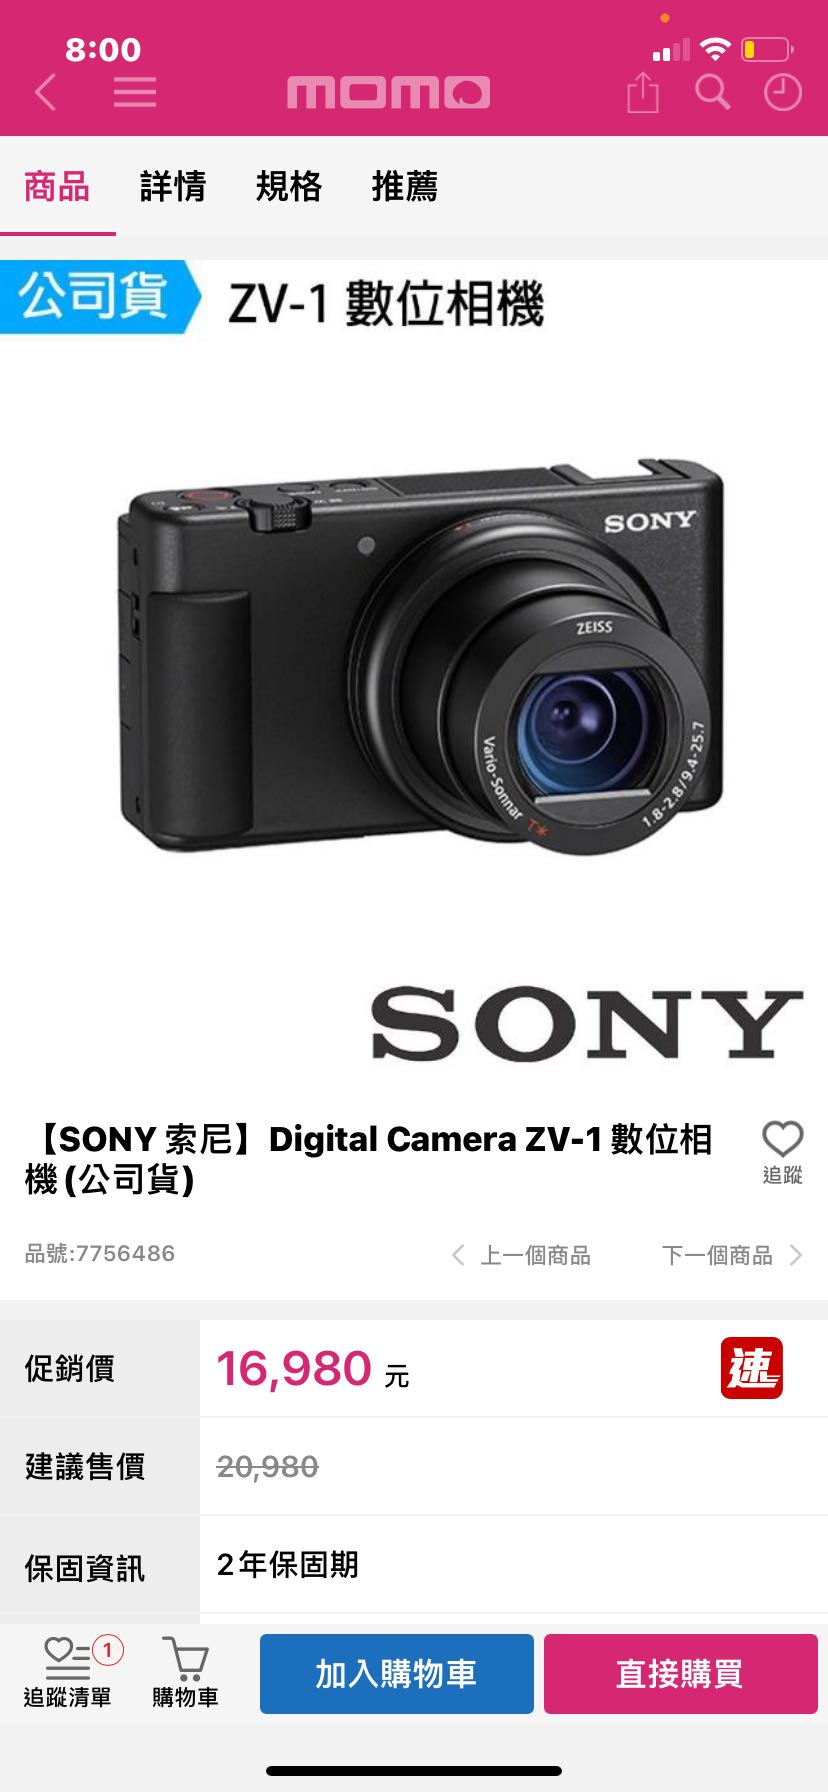 8:00
momo
商品 詳情 規格 推薦
公司貨 ZV-1 數位相機
SONY
ZEISS
Vario-Sonnar T* 1.8-2.8/9.4-25.7
SONY
【SONY 索尼】Digital Camera ZV-1 數位相
機(公司貨)
追蹤
品號:7756486 上一個商品 下一個商品
促銷價 16,980 元 速
建議售價 20,980
保固資訊 2年保固期
1
追蹤清單 購物車 加入購物車 直接購買